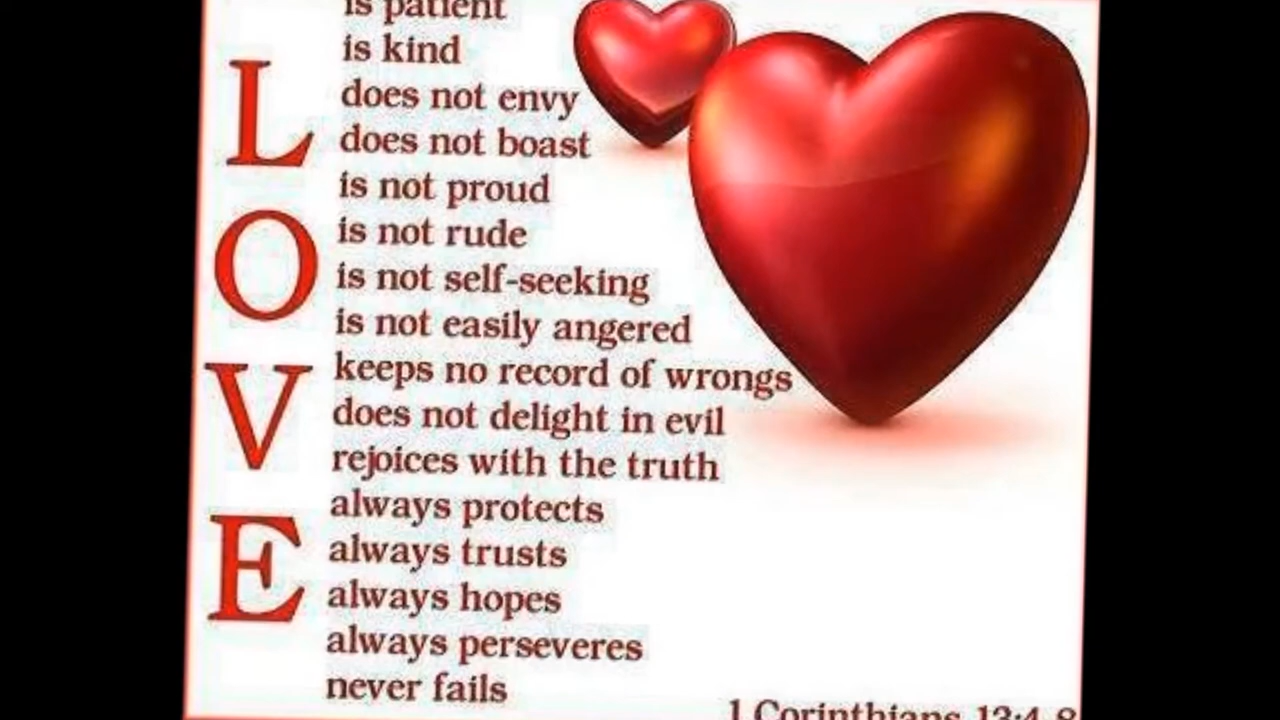 is patient
is kind
does not envy
does not boast
is not proud
is not rude
is not self-seeking
is not easily angered
keeps no record of wrongs
does not delight in evil
rejoices with the truth
always protects
always trusts
always hopes
always perseveres
never fails
LOVE
1 Corinthians 13:4-8